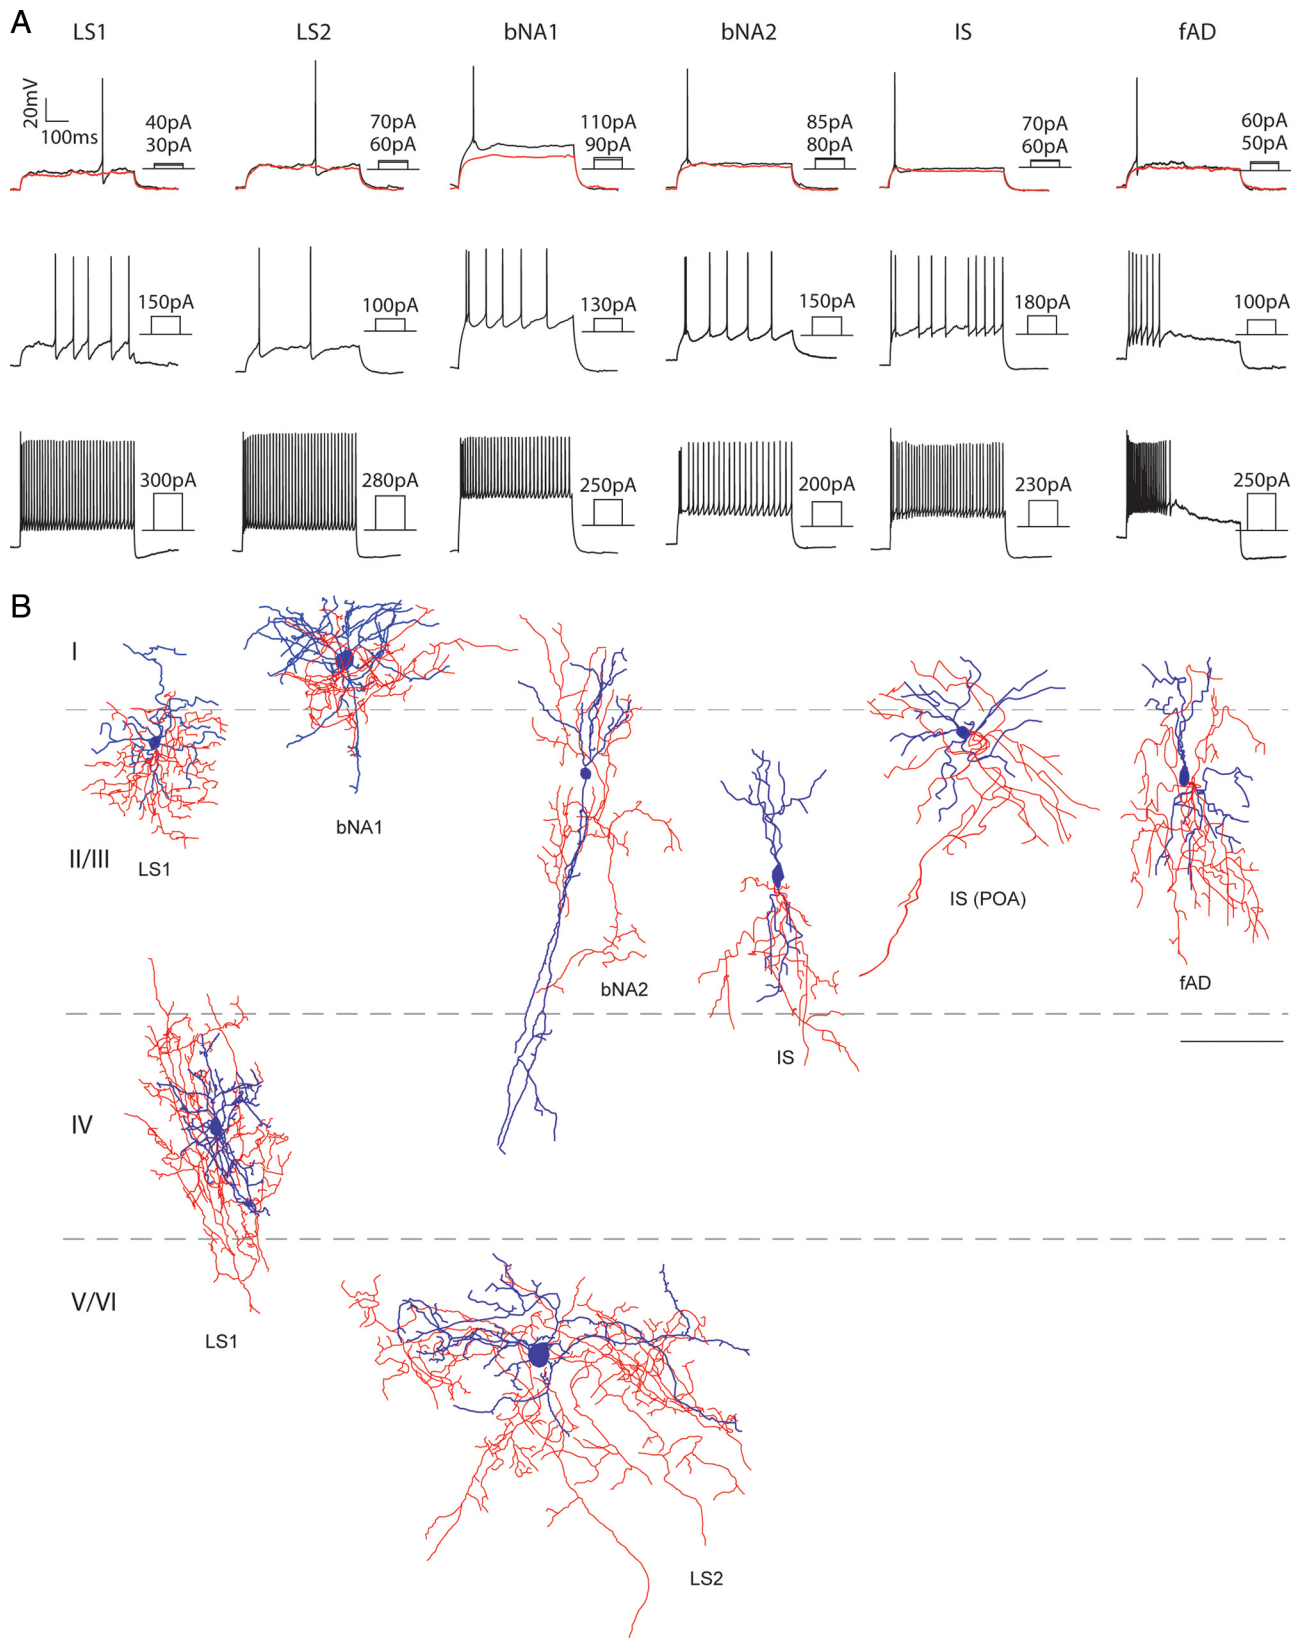 A
LS1 LS2 bNA1 bNA2 IS fAD
20mV
100ms
40pA
30pA
70pA
60pA
110pA
90pA
85pA
80pA
70pA
60pA
60pA
50pA
150pA 100pA 130pA 150pA 180pA 100pA
300pA 280pA 250pA 200pA 230pA 250pA
B
I
bNA1
II/III
LS1
IS (POA)
fAD
bNA2
IS
IV
V/VI
LS1
LS2